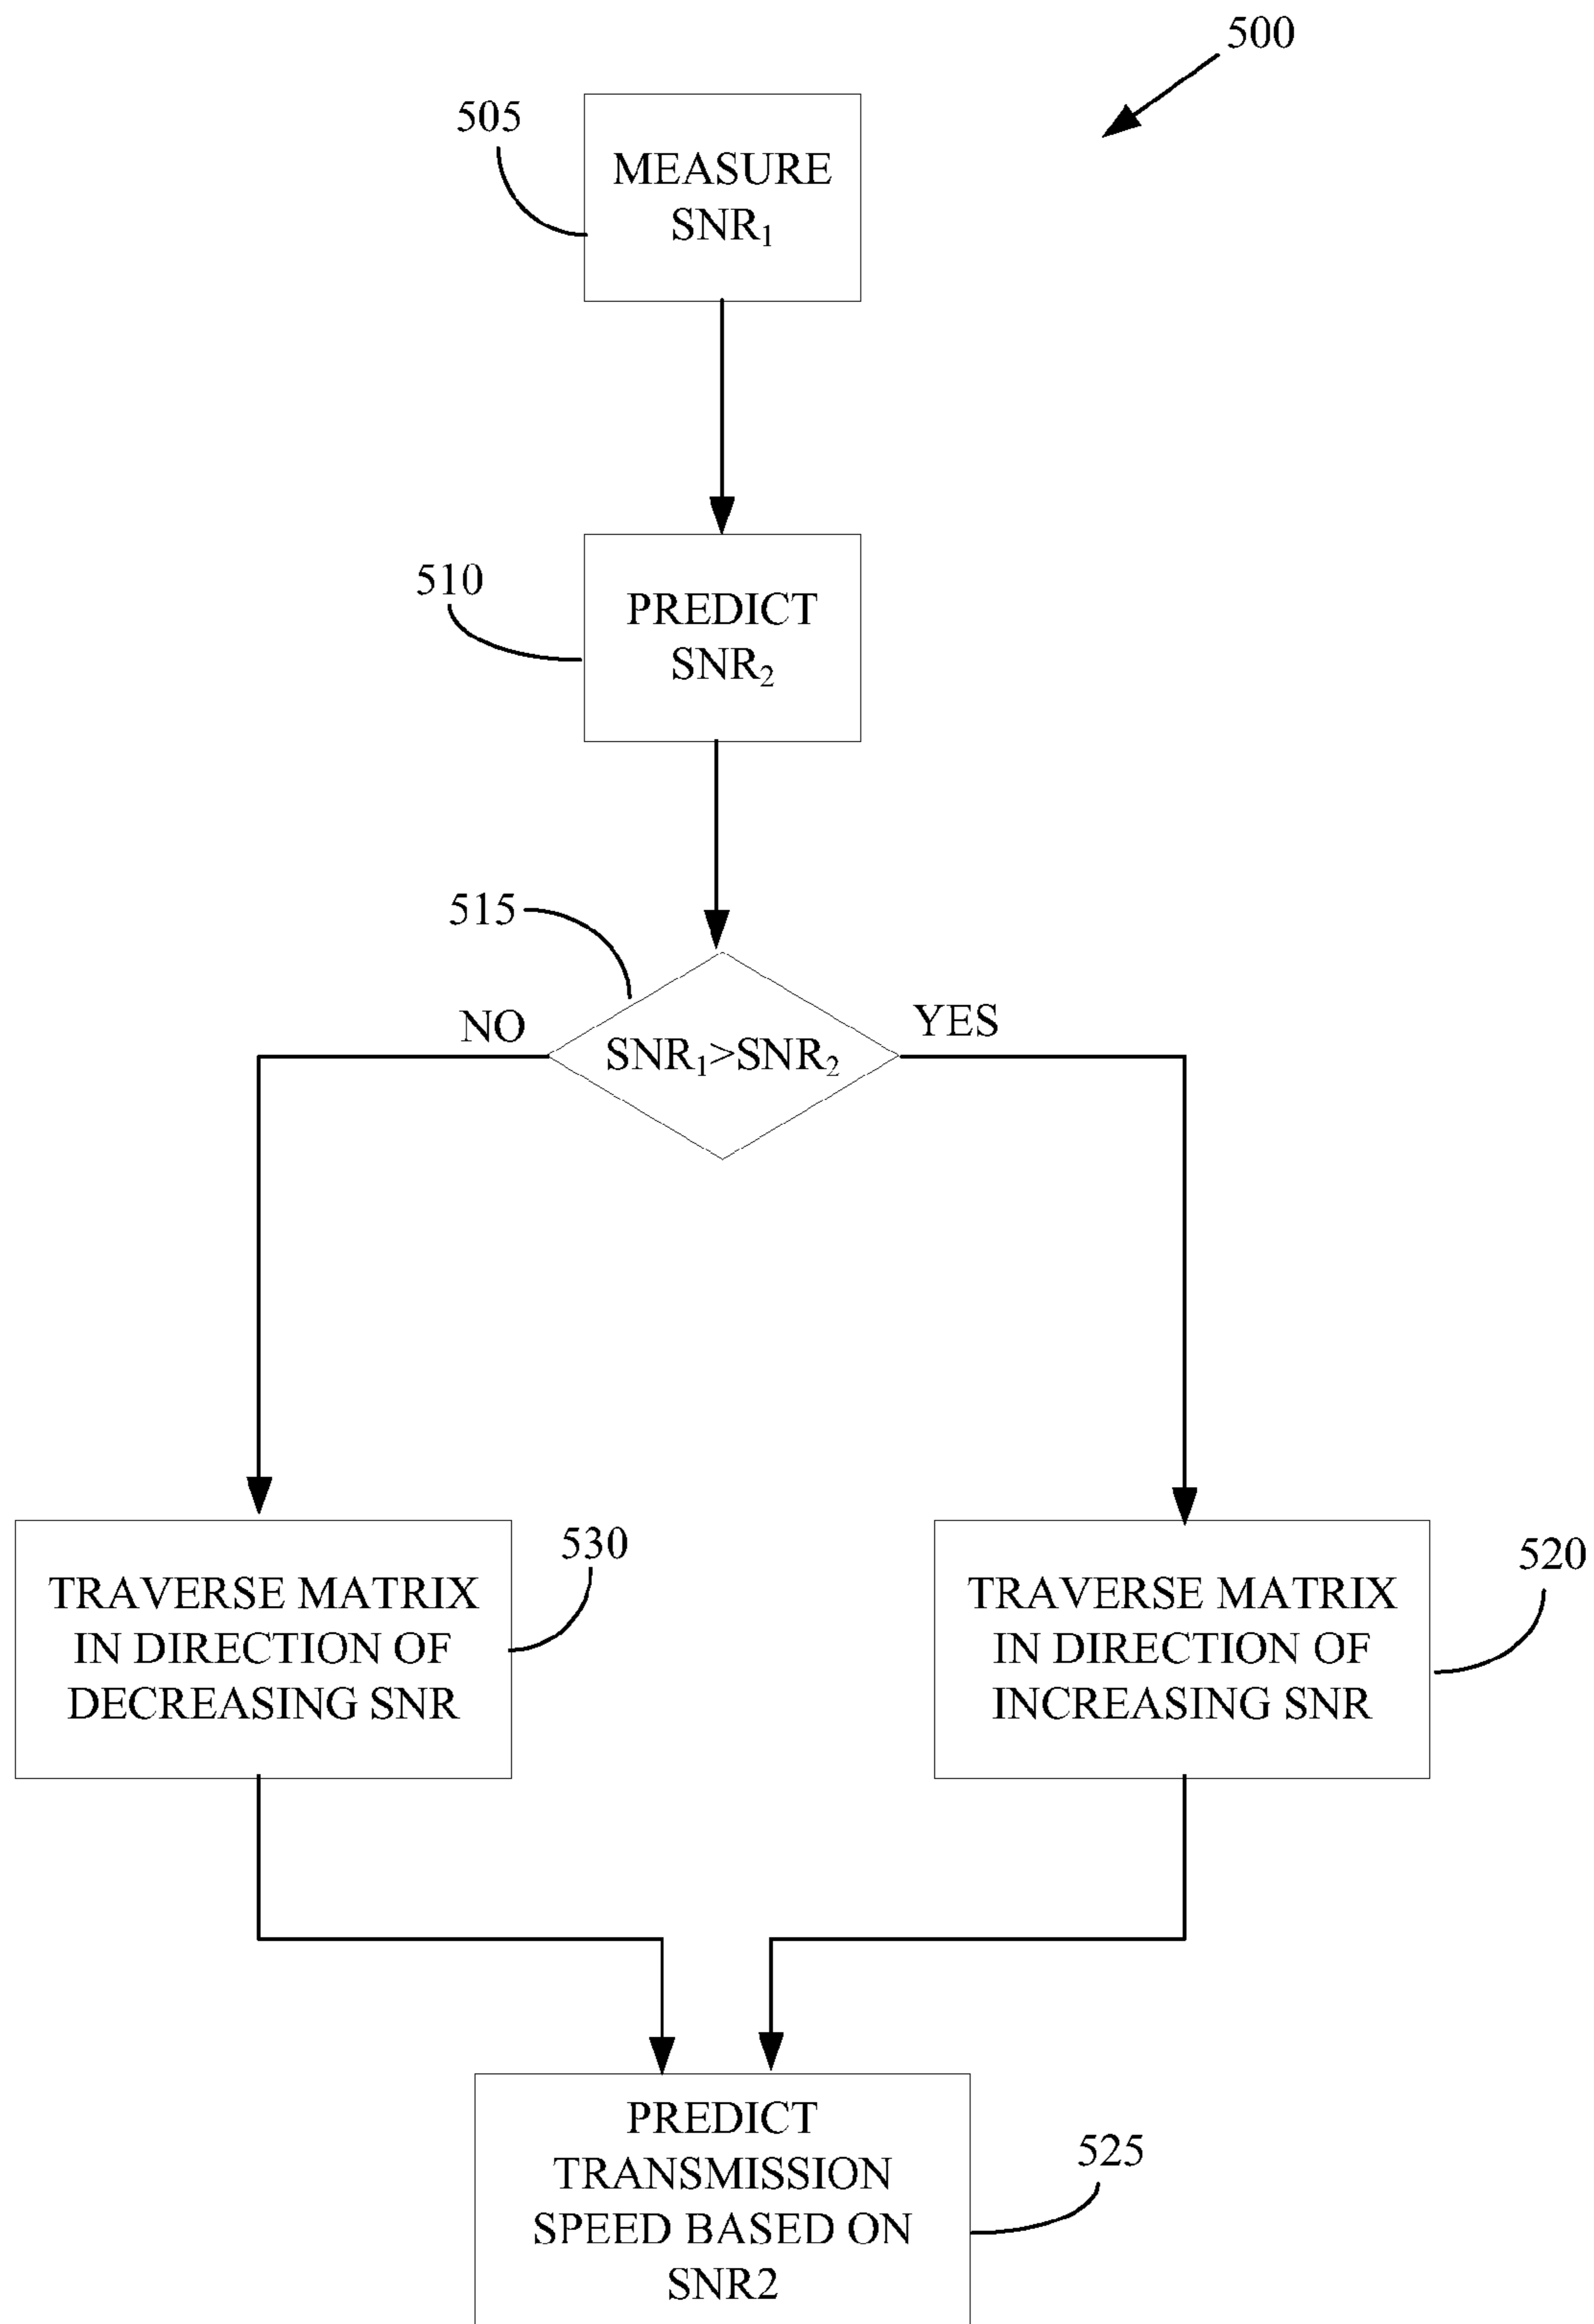 500
505
MEASURE
SNR₁
510
PREDICT
SNR₂
515
NO
YES
SNR₁>SNR₂
530
TRAVERSE MATRIX
IN DIRECTION OF
DECREASING SNR
520
TRAVERSE MATRIX
IN DIRECTION OF
INCREASING SNR
525
PREDICT
TRANSMISSION
SPEED BASED ON
SNR2